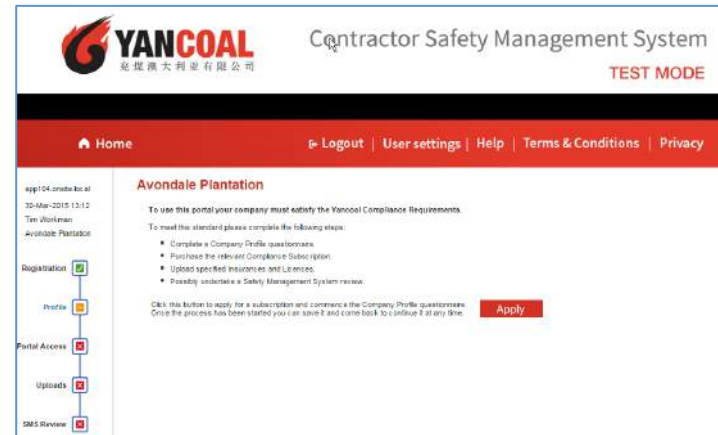 YANCOAL
兗煤澳大利亚有限公司
Contractor Safety Management System
TEST MODE
Home
Logout | User settings | Help | Terms & Conditions | Privacy
app104.onsite.local
30-Mar-2015 13:12
Tim Workman
Avondale Plantation
Registration
Profile
Portal Access
Uploads
SMS Review
Avondale Plantation
To use this portal your company must satisfy the Yancoal Compliance Requirements.
To meet this standard please complete the following steps:
Complete a Company Profile questionnaire.
Purchase the relevant Compliance Subscription.
Upload specified Insurances and Licences.
Possibly undertake a Safety Management System review.
Click this button to apply for a subscription and commence the Company Profile questionnaire.
Once the process has been started you can save it and come back to continue it at any time.
Apply